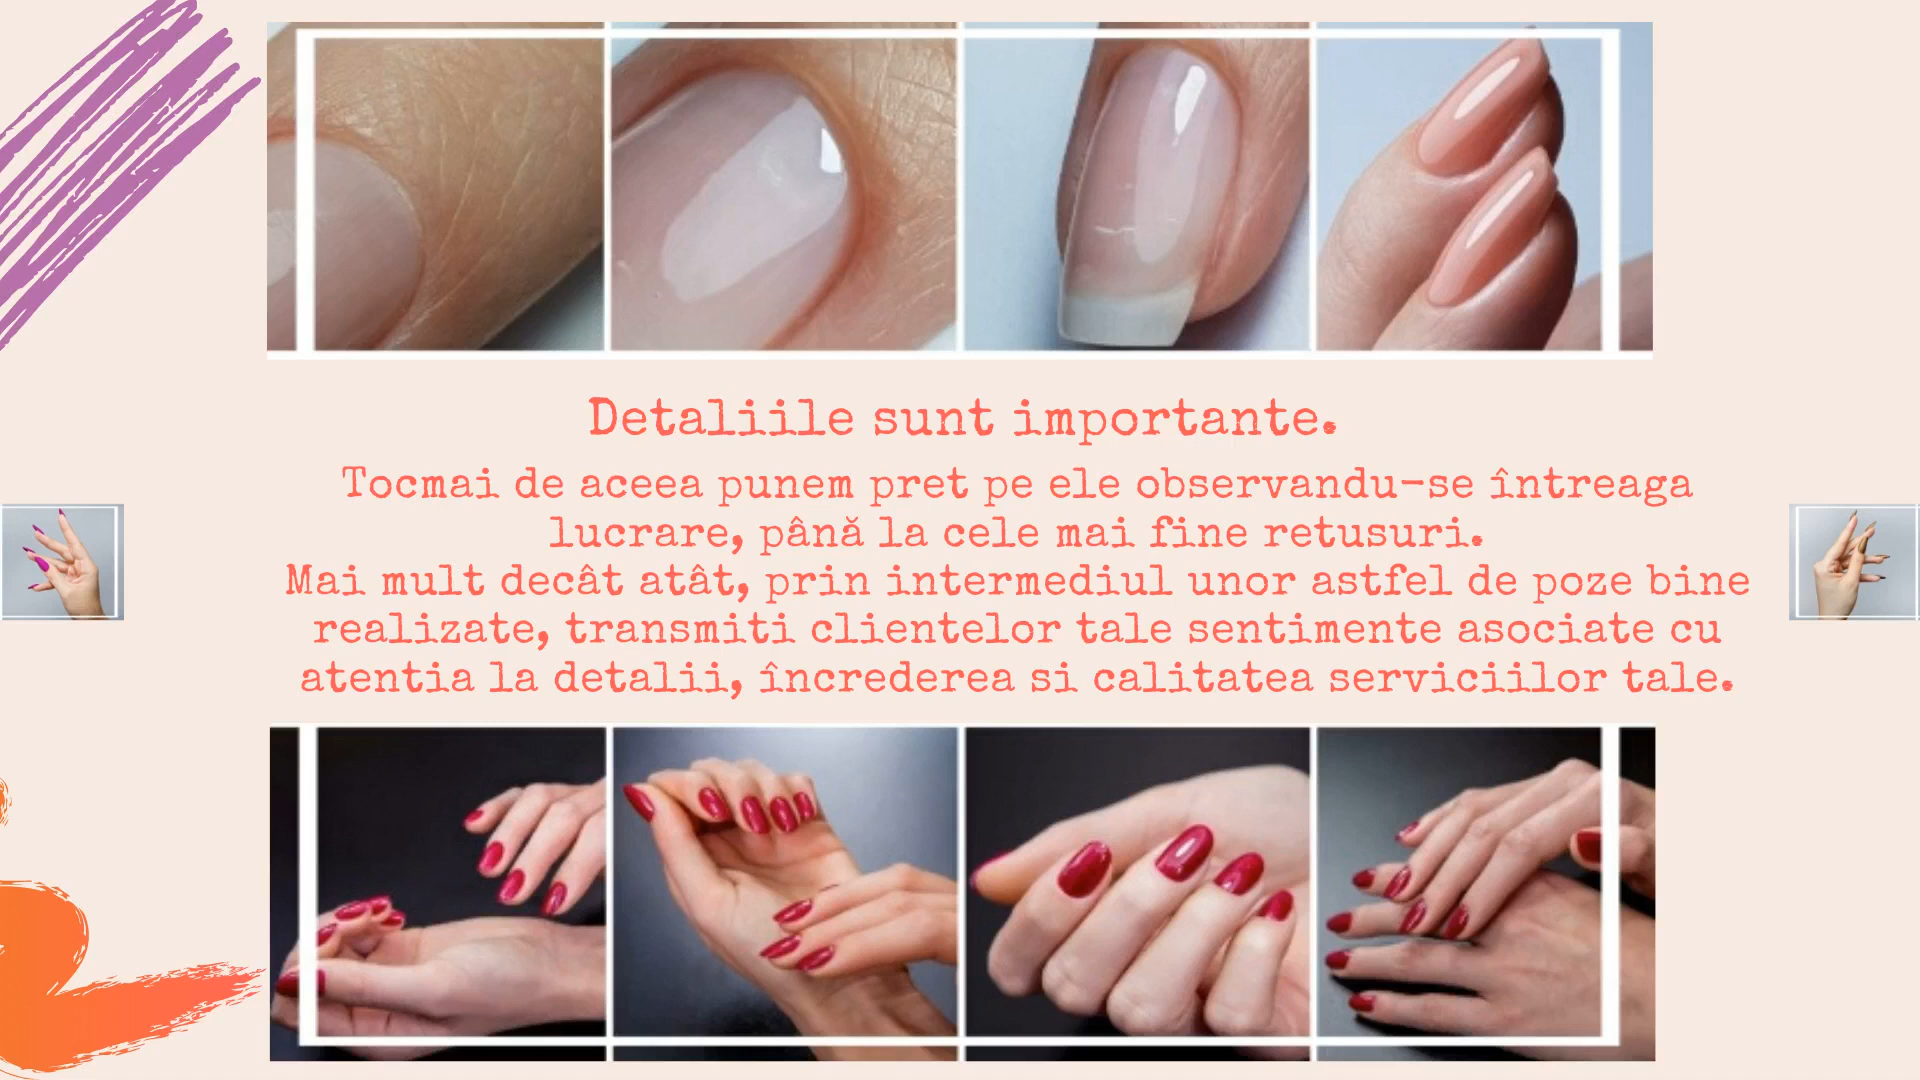 Detaliile sunt importante.
Tocmai de aceea punem pret pe ele observandu-se întreaga
lucrare, până la cele mai fine retusuri.
Mai mult decât atât, prin intermediul unor astfel de poze bine
realizate, transmiti clientelor tale sentimente asociate cu
atentia la detalii, încrederea si calitatea serviciilor tale.